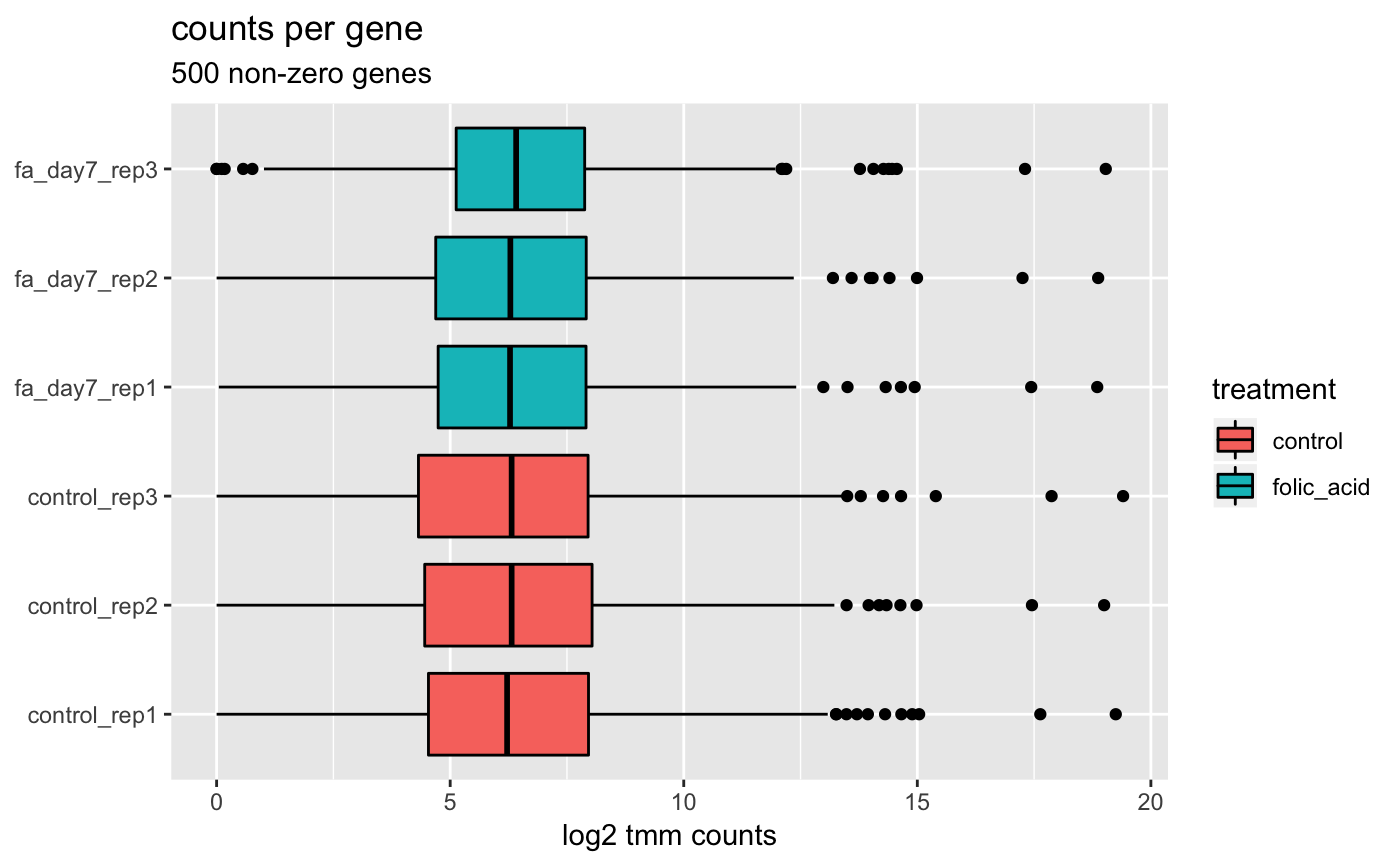 counts per gene
500 non-zero genes
fa_day7_rep3
fa_day7_rep2
fa_day7_rep1
control_rep3
control_rep2
control_rep1
0 5 10 15 20
log2 tmm counts
treatment
control
folic_acid